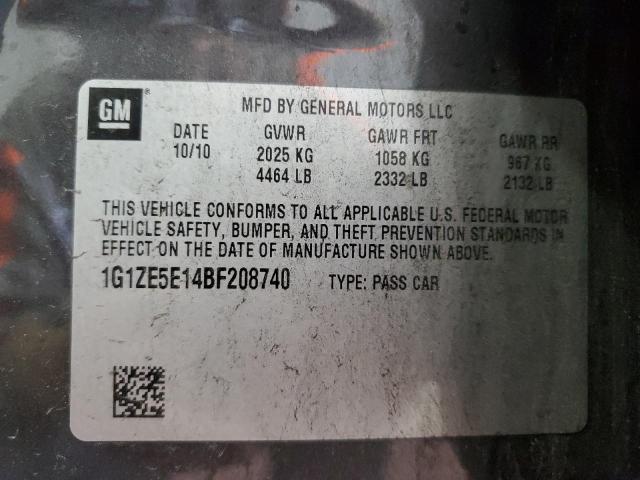 GM ®
MFD BY GENERAL MOTORS LLC
DATE GVWR GAWR FRT GAWR RR
10/10 2025 KG 1058 KG 967 KG
4464 LB 2332 LB 2132 LB
THIS VEHICLE CONFORMS TO ALL APPLICABLE U.S. FEDERAL MOTOR
VEHICLE SAFETY, BUMPER, AND THEFT PREVENTION STANDARDS IN
EFFECT ON THE DATE OF MANUFACTURE SHOWN ABOVE.
1G1ZE5E14BF208740 TYPE: PASS CAR